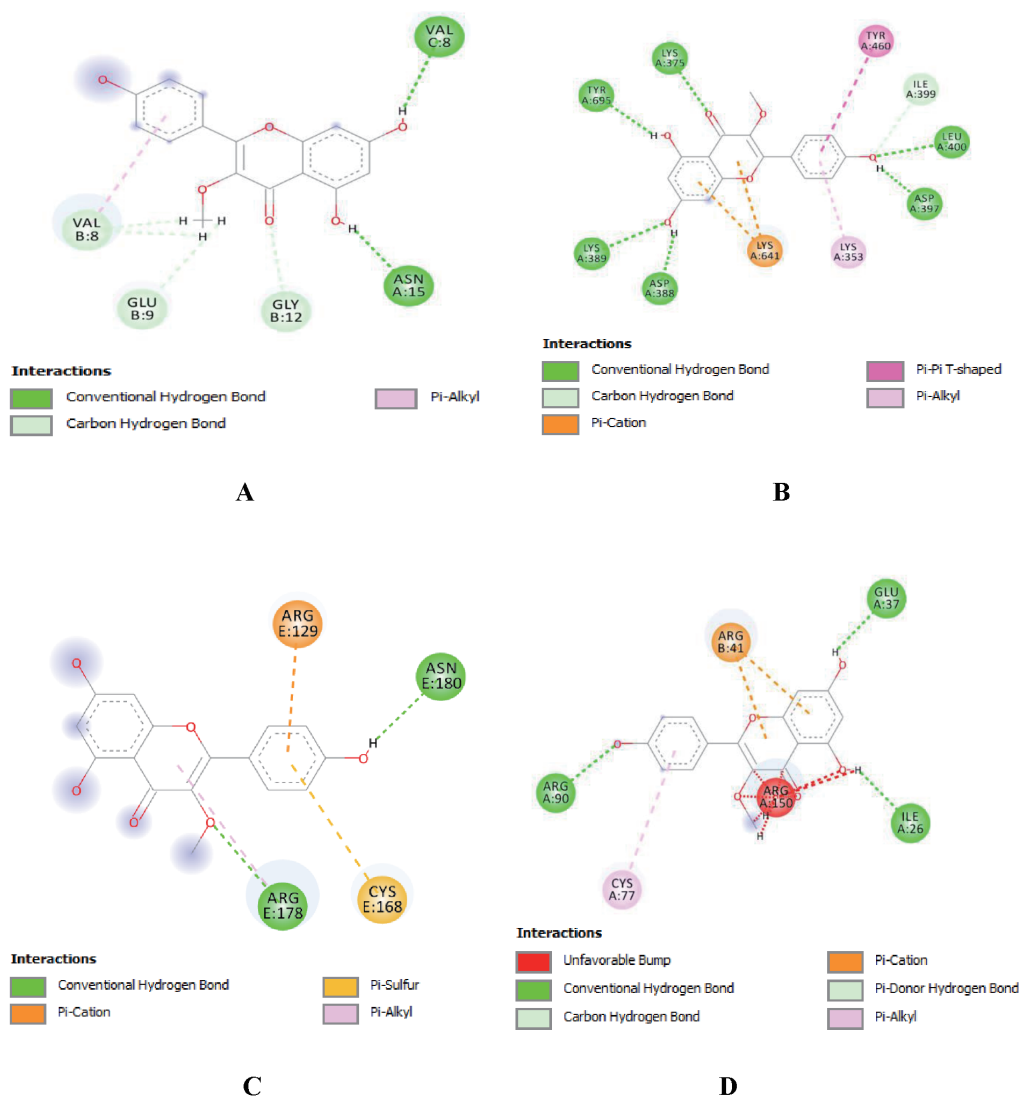 VAL
C:8
O
O
H
O
O
O
O
H
H
H
VAL
B:8
GLU
B:9
GLY
B:12
ASN
A:15
Interactions
Conventional Hydrogen Bond
Carbon Hydrogen Bond
Pi-Alkyl
A
TYR
A:460
LYS
A:375
ILE
A:399
TYR
A:695
LEU
A:400
H
O
O
O
O
H
O
O
H
ASP
A:397
LYS
A:389
ASP
A:388
LYS
A:641
LYS
A:353
Interactions
Conventional Hydrogen Bond
Carbon Hydrogen Bond
Pi-Cation
Pi-Pi T-shaped
Pi-Alkyl
B
ARG
E:129
ASN
E:180
O
O
O
H
O
O
O
ARG
E:178
CYS
E:168
Interactions
Conventional Hydrogen Bond
Pi-Cation
Pi-Sulfur
Pi-Alkyl
C
GLU
A:37
ARG
B:41
H
O
O
O
ARG
A:90
O
O
O
H
ARG
A:150
H
H
ILE
A:26
CYS
A:77
Interactions
Unfavorable Bump
Conventional Hydrogen Bond
Carbon Hydrogen Bond
Pi-Cation
Pi-Donor Hydrogen Bond
Pi-Alkyl
D